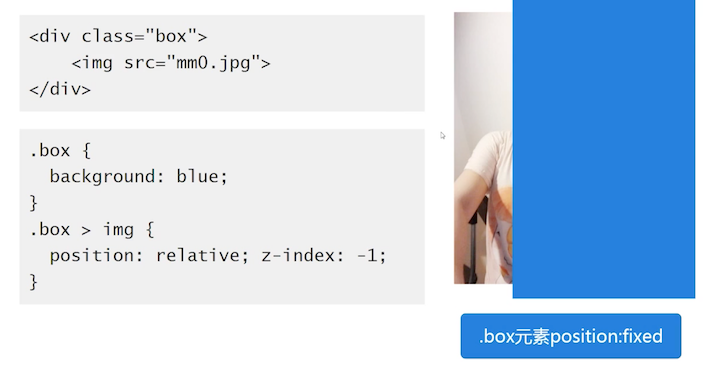 <div class="box">
    <img src="mm0.jpg">
</div>
.box {
  background: blue;
}
.box > img {
  position: relative; z-index: -1;
}
.box元素position:fixed